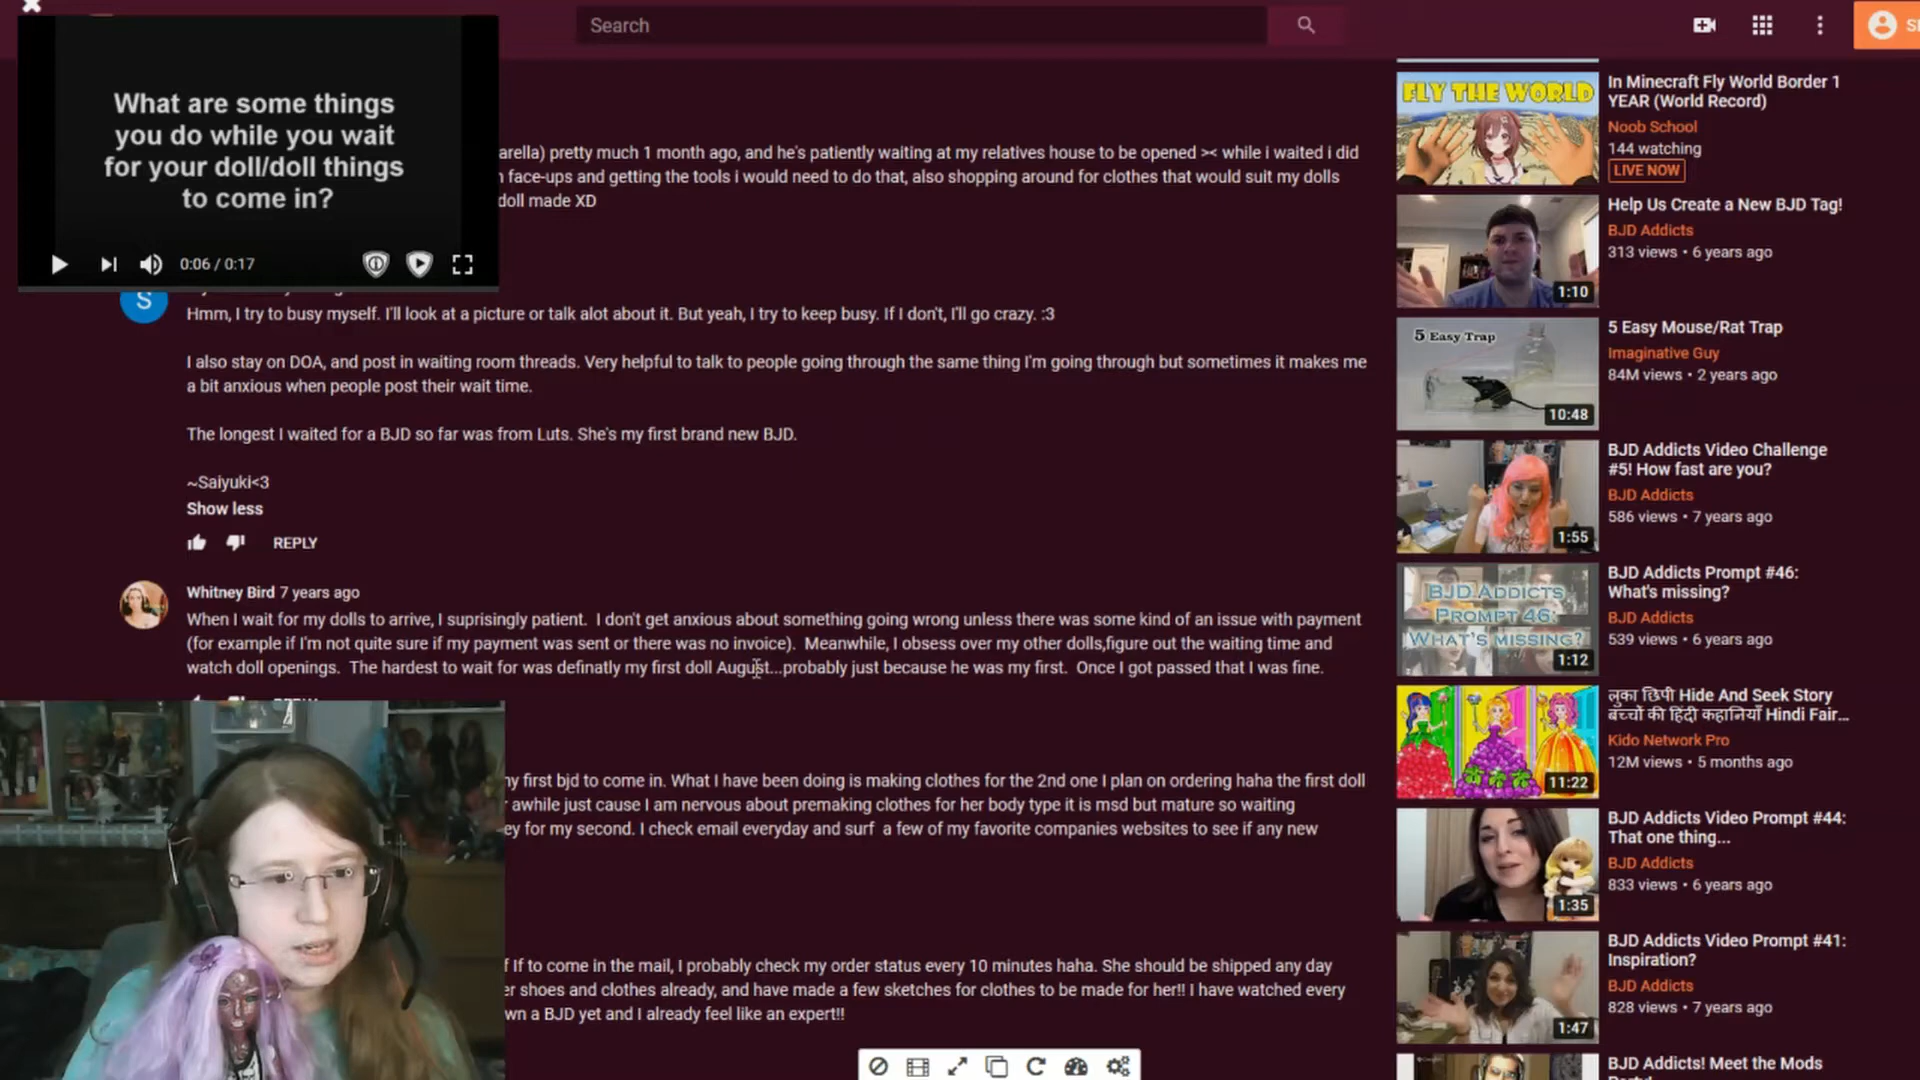 Search
What are some things
you do while you wait
for your doll/doll things
to come in?
0:06 / 0:17
arella) pretty much 1 month ago, and he's patiently waiting at my relatives house to be opened >< while i waited i did
face-ups and getting the tools i would need to do that, also shopping around for clothes that would suit my dolls
doll made XD
S
Hmm, I try to busy myself. I'll look at a picture or talk alot about it. But yeah, I try to keep busy. If I don't, I'll go crazy. :3
I also stay on DOA, and post in waiting room threads. Very helpful to talk to people going through the same thing I'm going through but sometimes it makes me
a bit anxious when people post their wait time.
The longest I waited for a BJD so far was from Luts. She's my first brand new BJD.
~Saiyuki<3
Show less
REPLY
Whitney Bird 7 years ago
When I wait for my dolls to arrive, I suprisingly patient.  I don't get anxious about something going wrong unless there was some kind of an issue with payment
(for example if I'm not quite sure if my payment was sent or there was no invoice).  Meanwhile, I obsess over my other dolls,figure out the waiting time and
watch doll openings.  The hardest to wait for was definatly my first doll August...probably just because he was my first.  Once I got passed that I was fine.
ny first bjd to come in. What I have been doing is making clothes for the 2nd one I plan on ordering haha the first doll
awhile just cause I am nervous about premaking clothes for her body type it is msd but mature so waiting
ey for my second. I check email everyday and surf  a few of my favorite companies websites to see if any new
f If to come in the mail, I probably check my order status every 10 minutes haha. She should be shipped any day
er shoes and clothes already, and have made a few sketches for clothes to be made for her!! I have watched every
wn a BJD yet and I already feel like an expert!!
FLY THE WORLD
In Minecraft Fly World Border 1
YEAR (World Record)
Noob School
144 watching
LIVE NOW
1:10
Help Us Create a New BJD Tag!
BJD Addicts
313 views • 6 years ago
5 Easy Trap
10:48
5 Easy Mouse/Rat Trap
Imaginative Guy
84M views • 2 years ago
1:55
BJD Addicts Video Challenge
#5! How fast are you?
BJD Addicts
586 views • 7 years ago
BJD ADDICTS
PROMPT 46:
WHAT'S MISSING?
1:12
BJD Addicts Prompt #46:
What's missing?
BJD Addicts
539 views • 6 years ago
11:22
लुका छिपी Hide And Seek Story
बच्चों की हिंदी कहानियाँ Hindi Fair...
Kido Network Pro
12M views • 5 months ago
1:35
BJD Addicts Video Prompt #44:
That one thing...
BJD Addicts
833 views • 6 years ago
1:47
BJD Addicts Video Prompt #41:
Inspiration?
BJD Addicts
828 views • 7 years ago
BJD Addicts! Meet the Mods